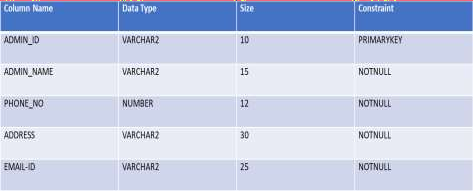 Column Name Data Type Size Constraint
ADMIN_ID VARCHAR2 10 PRIMARYKEY
ADMIN_NAME VARCHAR2 15 NOTNULL
PHONE_NO NUMBER 12 NOTNULL
ADDRESS VARCHAR2 30 NOTNULL
EMAIL-ID VARCHAR2 25 NOTNULL